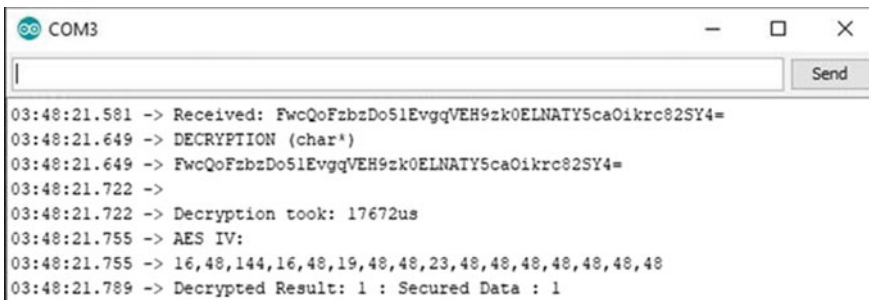 COM3
Send
03:48:21.581 -> Received: FwcQoFzbzDo51EvgqVEH9zk0ELNATY5caOikrc82SY4=
03:48:21.649 -> DECRYPTION (char*)
03:48:21.649 -> FwcQoFzbzDo51EvgqVEH9zk0ELNATY5caOikrc82SY4=
03:48:21.722 ->
03:48:21.722 -> Decryption took: 17672us
03:48:21.755 -> AES IV:
03:48:21.755 -> 16,48,144,16,48,19,48,48,23,48,48,48,48,48,48,48
03:48:21.789 -> Decrypted Result: 1 : Secured Data : 1